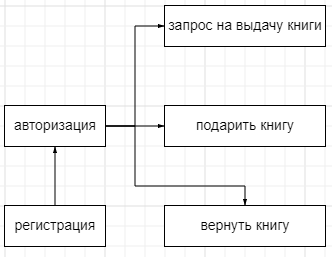 запрос на выдачу книги
авторизация
подарить книгу
регистрация
вернуть книгу